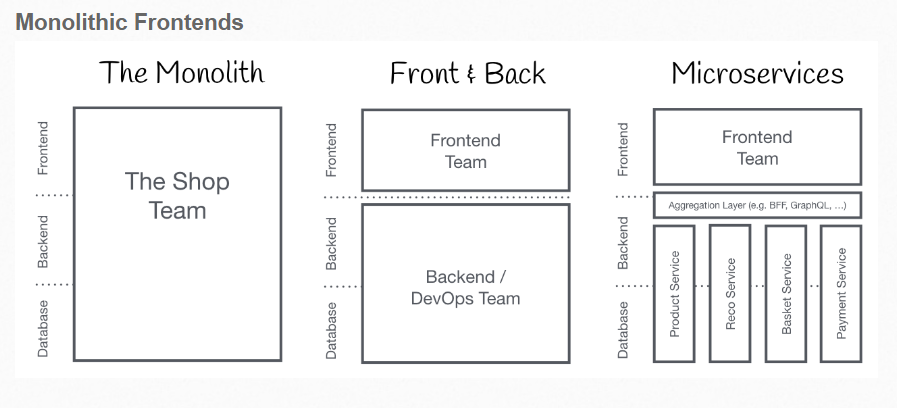 Monolithic Frontends
The Monolith
Frontend
Backend
Database
The Shop
Team
Front & Back
Frontend
Backend
Database
Frontend
Team
Backend /
DevOps Team
Microservices
Frontend
Backend
Database
Frontend
Team
Aggregation Layer (e.g. BFF, GraphQL, ...)
Product Service
Reco Service
Basket Service
Payment Service